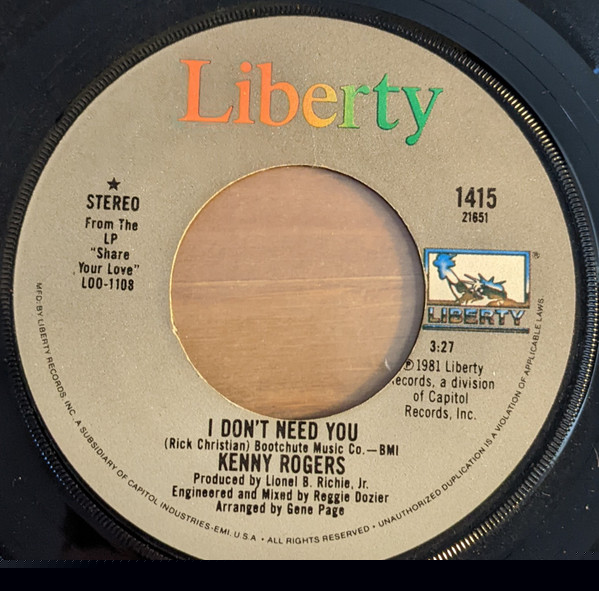 Liberty
★
STEREO
From The
LP
"Share
Your Love"
LOO-1108
1415
21651
®
LIBERTY
3:27
℗1981 Liberty
ecords, a division
of Capitol
Records, Inc.
I DON'T NEED YOU
(Rick Christian) Bootchute Music Co.—BMI
KENNY ROGERS
Produced by Lionel B. Richie, Jr.
Engineered and Mixed by Reggie Dozier
Arranged by Gene Page
MFD. BY LIBERTY RECORDS, INC., A SUBSIDIARY OF CAPITOL INDUSTRIES-EMI, U.S.A • ALL RIGHTS RESERVED • UNAUTHORIZED DUPLICATION IS A VIOLATION OF APPLICABLE LAWS.